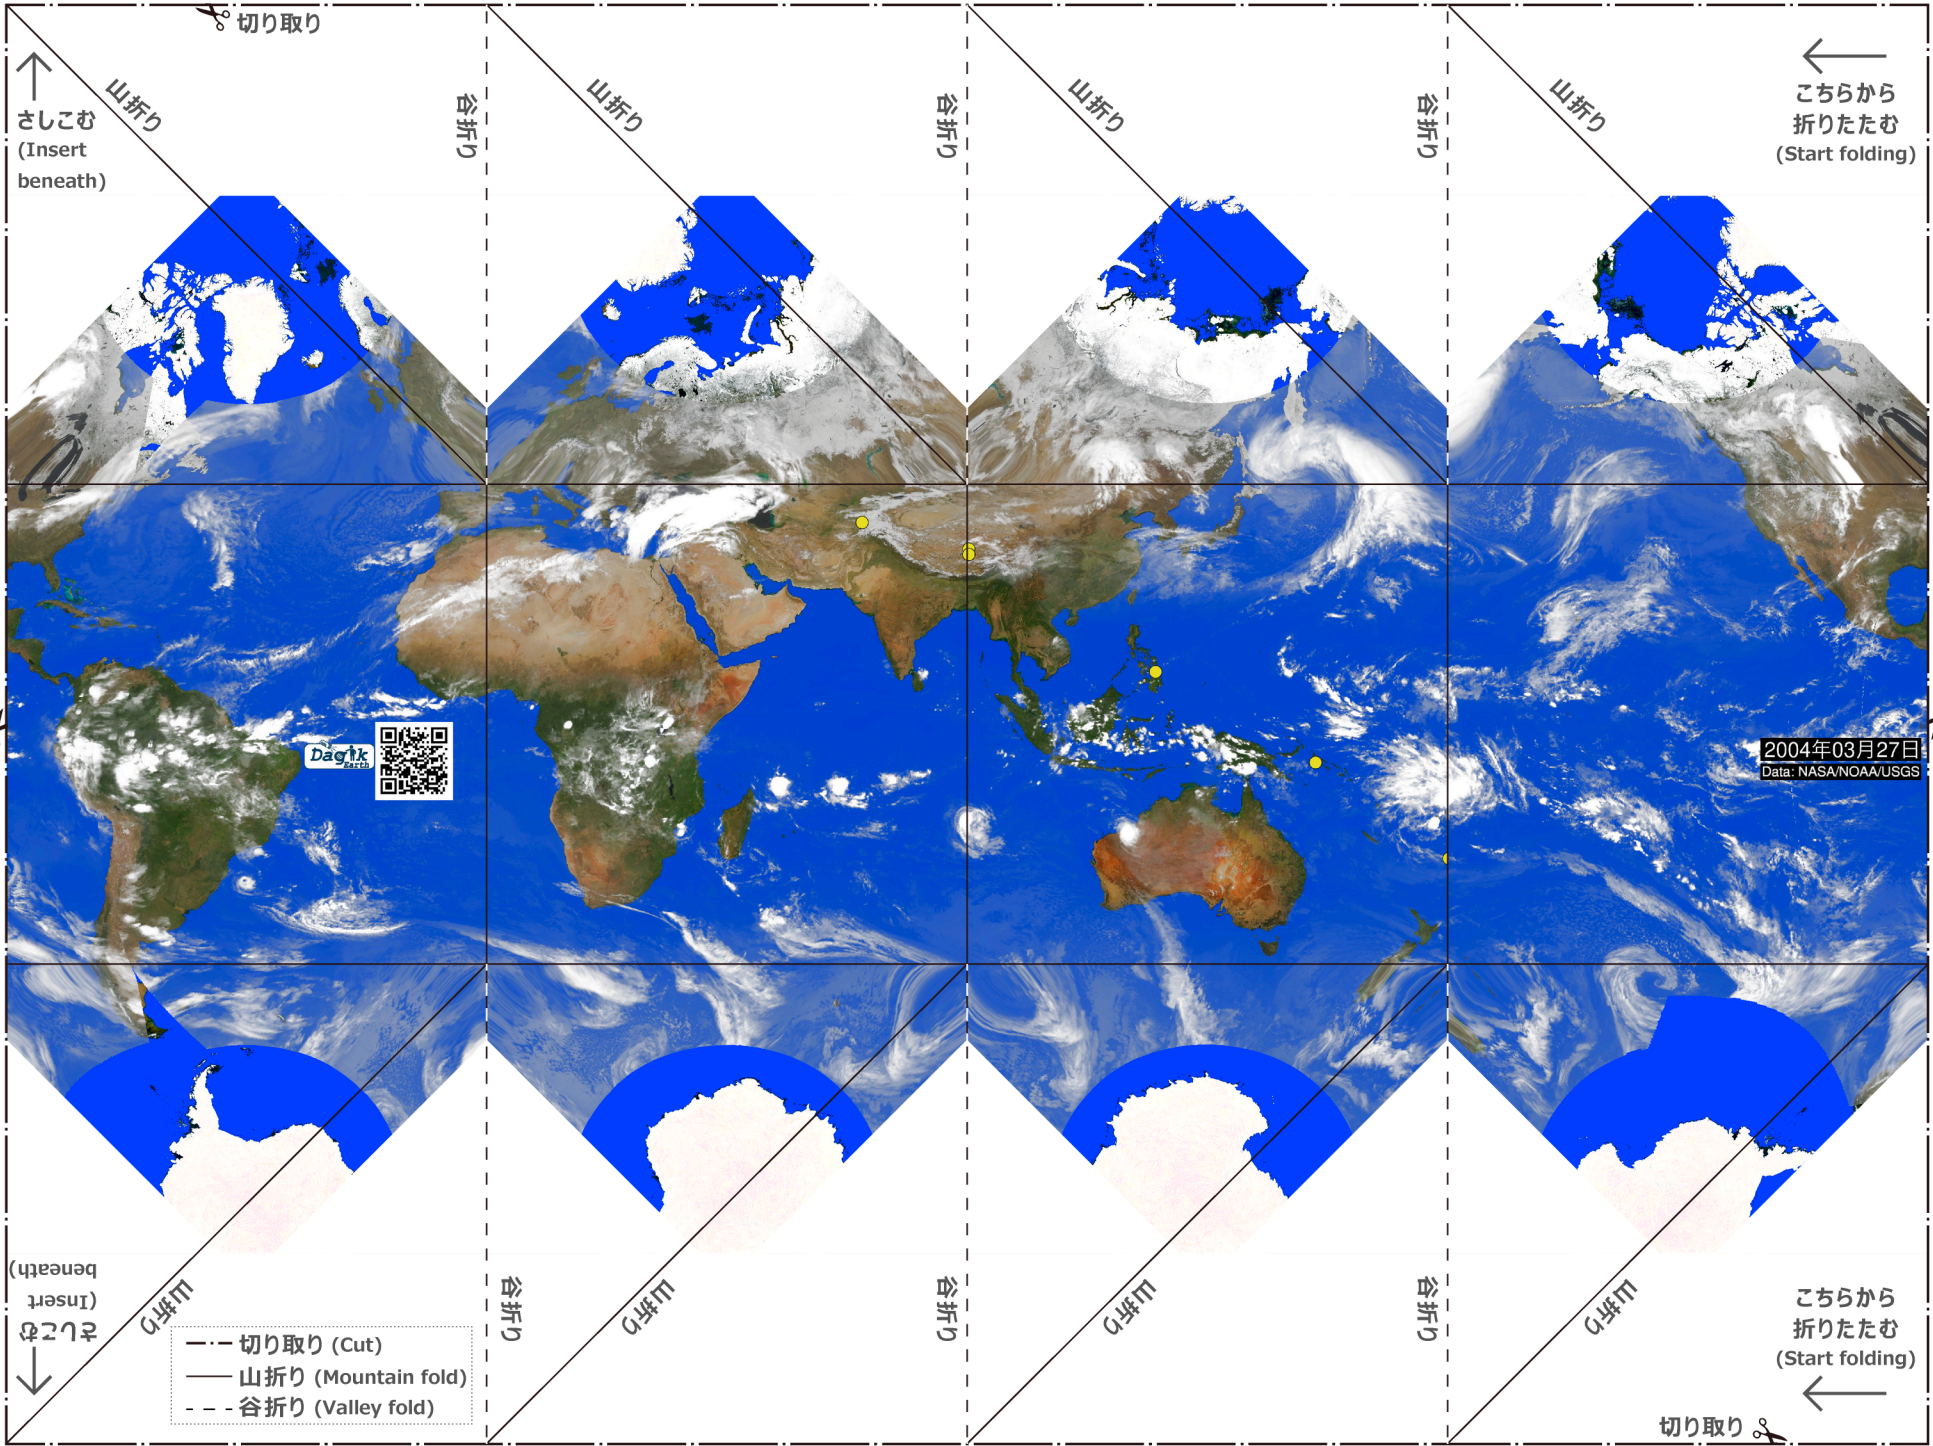 切り取り
山折り
谷折り
山折り
谷折り
山折り
谷折り
山折り
こちらから
折りたたむ
(Start folding)
さしこむ
(Insert
beneath)
Dagik
Earth
2004年03月27日
Data: NASA/NOAA/USGS
さしこむ
(Insert
beneath)
山折り
谷折り
山折り
谷折り
山折り
谷折り
山折り
こちらから
折りたたむ
(Start folding)
切り取り (Cut)
山折り (Mountain fold)
谷折り (Valley fold)
切り取り